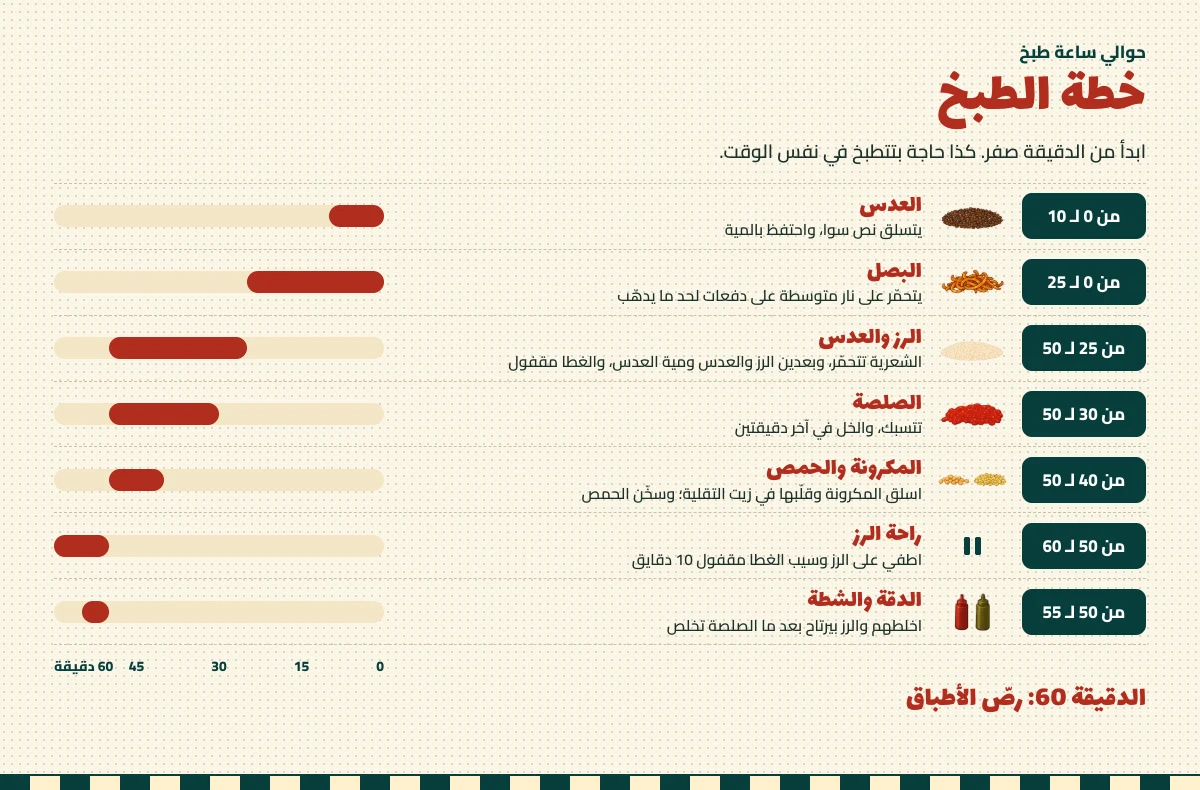 حوالي ساعة طبخ
خطة الطبخ
ابدأ من الدقيقة صفر. كذا حاجة بتتطبخ في نفس الوقت.
من 0 لـ 10
العدس
يتسلق نص سوا، واحتفظ بالمية
من 0 لـ 25
البصل
يتحمّر على نار متوسطة على دفعات لحد ما يدهّب
من 25 لـ 50
الرز والعدس
الشعرية تتحمّر، وبعدين الرز والعدس ومية العدس، والغطا مقفول
من 30 لـ 50
الصلصة
تتسبك، والخل في آخر دقيقتين
من 40 لـ 50
المكرونة والحمص
اسلق المكرونة وقلّبها في زيت التقلية؛ وسخّن الحمص
من 50 لـ 60
راحة الرز
اطفي على الرز وسيب الغطا مقفول 10 دقايق
من 50 لـ 55
الدقة والشطة
اخلطهم والرز بيرتاح بعد ما الصلصة تخلص
0 15 30 45 60 دقيقة
الدقيقة 60: رصّ الأطباق